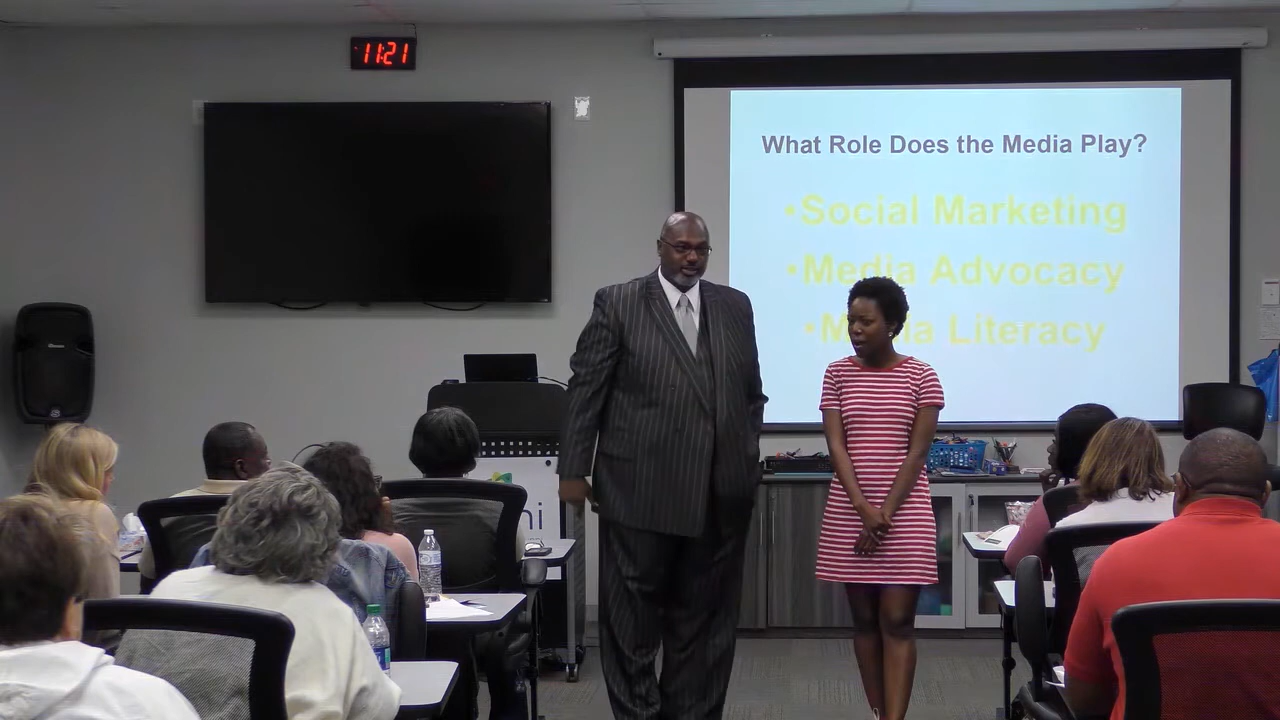 11:21
What Role Does the Media Play?
•Social Marketing
•Media Advocacy
Literacy